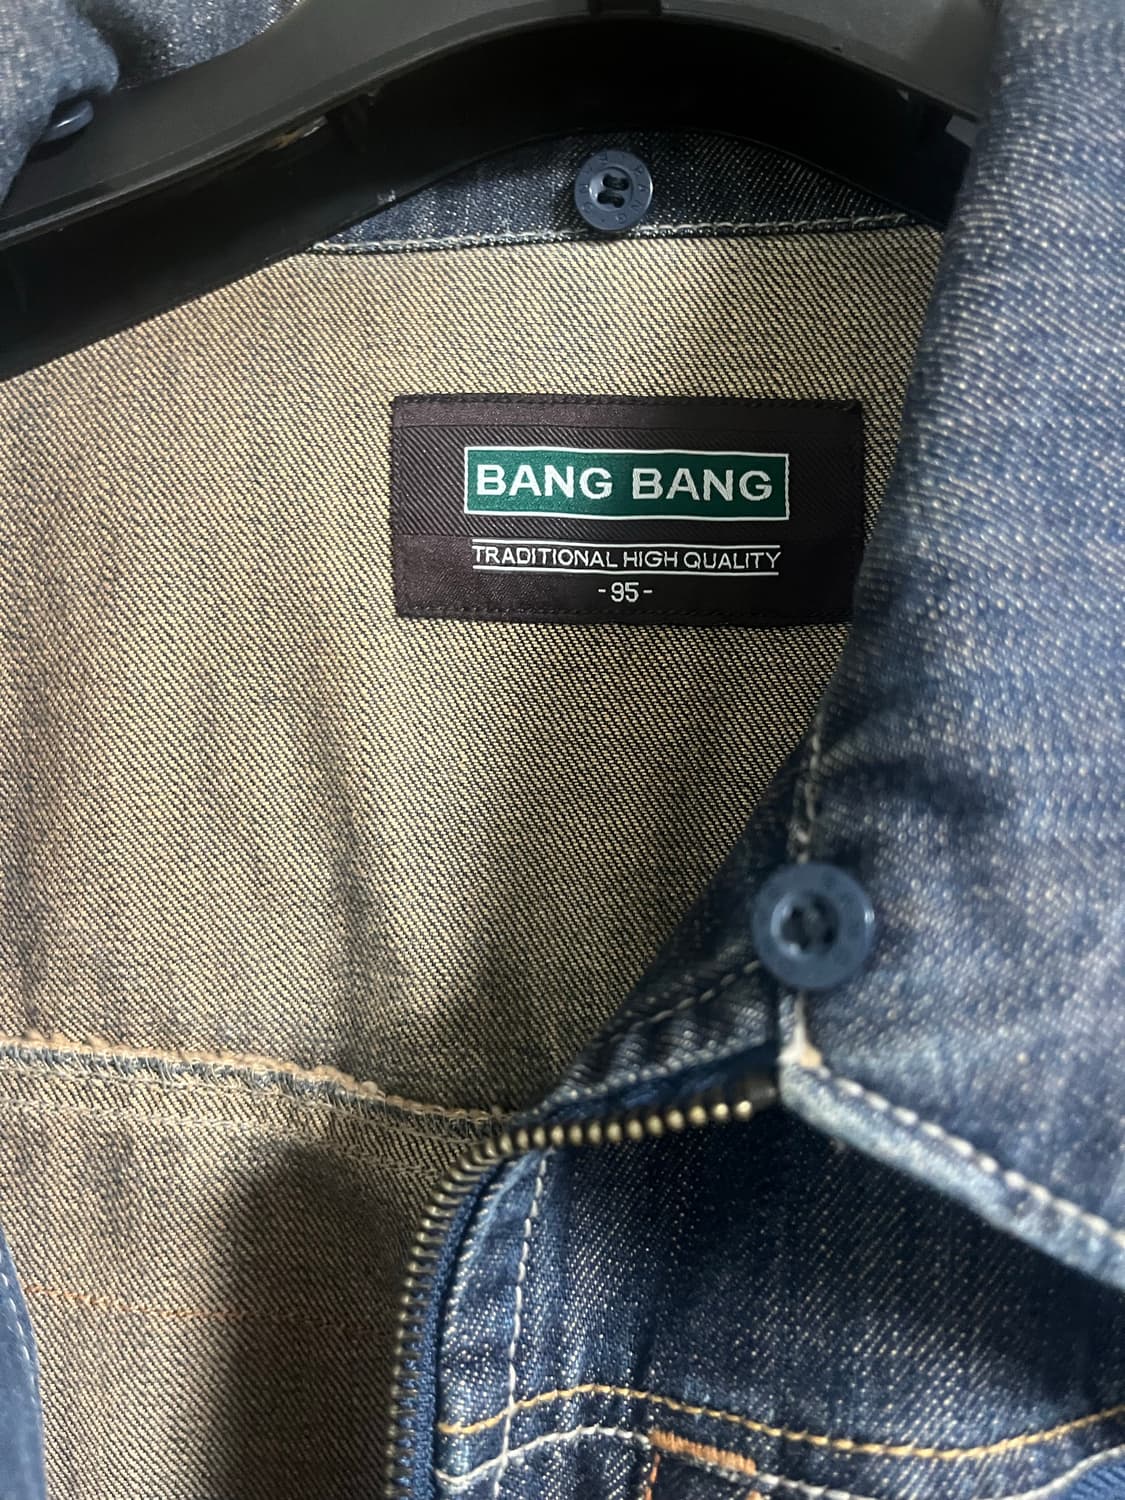 BANG BANG
TRADITIONAL HIGH QUALITY
-95-